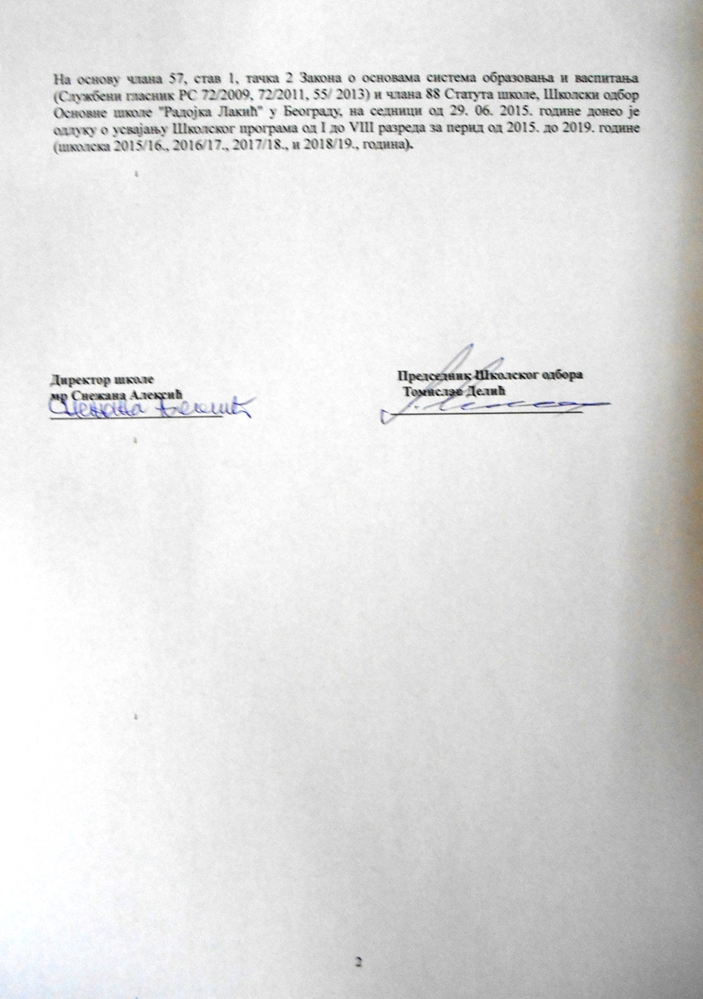 На основу члана 57, став 1, тачка 2 Закона о основама система образовања и васпитања
(Службени гласник РС 72/2009, 72/2011, 55/ 2013) и члана 88 Статута школе, Школски одбор
Основне школе "Радојка Лакић" у Београду, на седници од 29. 06. 2015. године донео је
одлуку о усвајању Школског програма од I до VIII разреда за перид од 2015. до 2019. године
(школска 2015/16., 2016/17., 2017/18., и 2018/19., година).
Директор школе
мр Снежана Алексић
Снежана Алексић
Председник Школског одбора
Томислав Делић
2